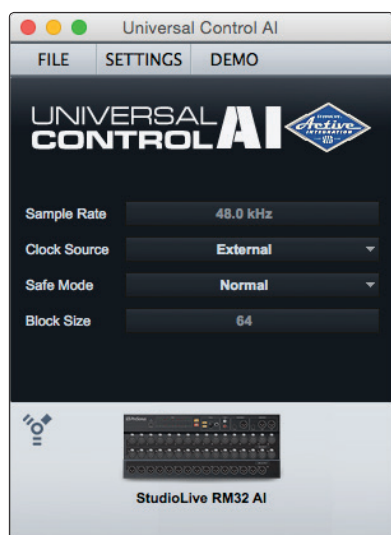 Universal Control AI
FILE SETTINGS DEMO
UNIVERSAL
CONTROL AI
Active
INTEGRATION
Sample Rate 48.0 kHz
Clock Source External
Safe Mode Normal
Block Size 64
StudioLive RM32 AI